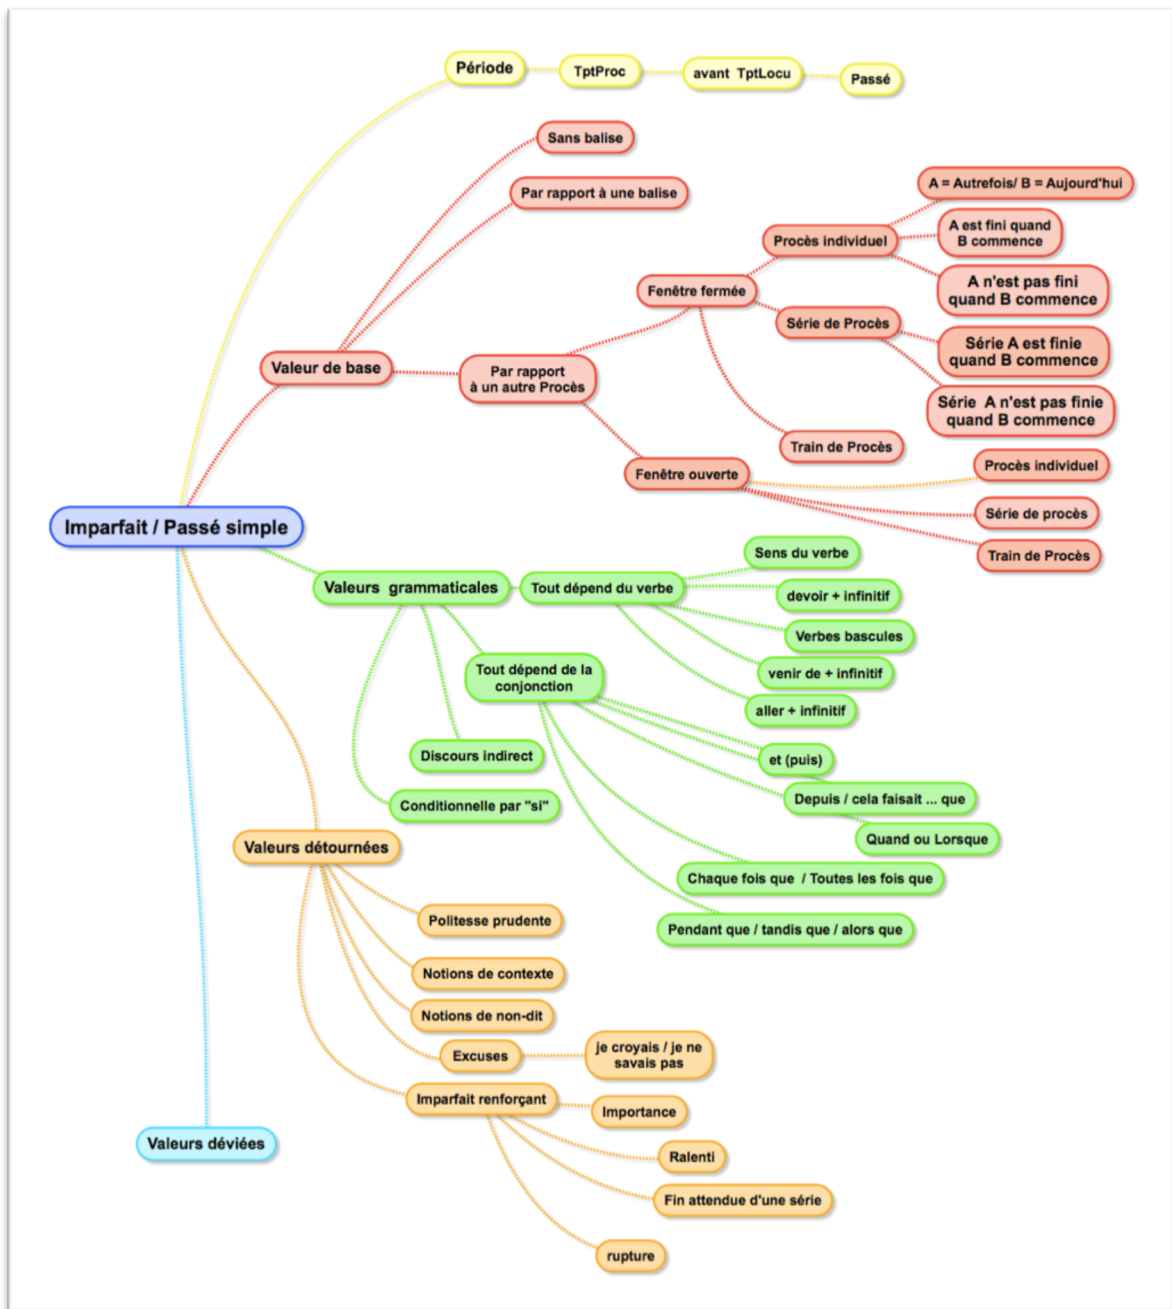 Période
TptProc
avant TptLocu
Passé
Sans balise
Par rapport à une balise
A = Autrefois/ B = Aujourd'hui
A est fini quand
B commence
Procès individuel
A n'est pas fini
quand B commence
Fenêtre fermée
Série de Procès
Série A est finie
quand B commence
Valeur de base
Par rapport
à un autre Procès
Série A n'est pas finie
quand B commence
Train de Procès
Fenêtre ouverte
Procès individuel
Série de procès
Train de Procès
Imparfait / Passé simple
Valeurs grammaticales
Tout dépend du verbe
Sens du verbe
devoir + infinitif
Verbes bascules
venir de + infinitif
aller + infinitif
Tout dépend de la
conjonction
et (puis)
Depuis / cela faisait ... que
Quand ou Lorsque
Chaque fois que / Toutes les fois que
Pendant que / tandis que / alors que
Discours indirect
Conditionnelle par "si"
Valeurs détournées
Politesse prudente
Notions de contexte
Notions de non-dit
Excuses
je croyais / je ne
savais pas
Imparfait renforçant
Importance
Ralenti
Fin attendue d'une série
rupture
Valeurs déviées